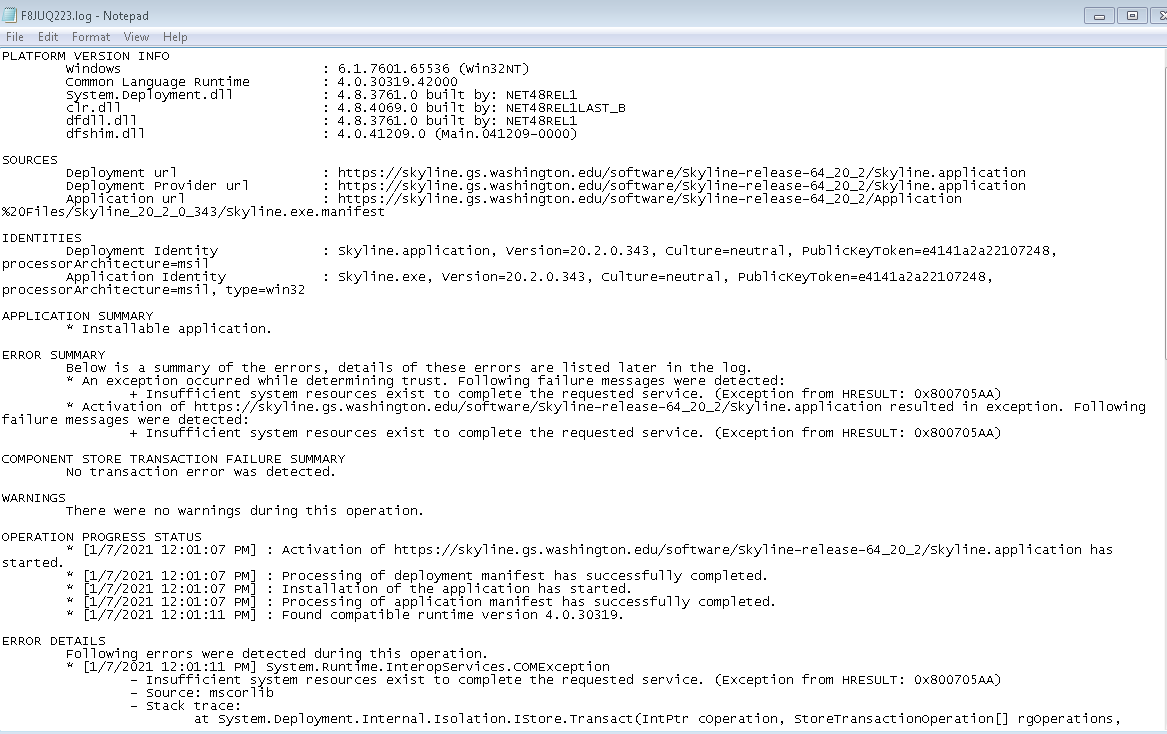 F8JUQ223.log - Notepad
File Edit Format View Help
PLATFORM VERSION INFO
Windows : 6.1.7601.65536 (Win32NT)
Common Language Runtime : 4.0.30319.42000
System.Deployment.dll : 4.8.3761.0 built by: NET48REL1
clr.dll : 4.8.4069.0 built by: NET48REL1LAST_B
dfdll.dll : 4.8.3761.0 built by: NET48REL1
dfshim.dll : 4.0.41209.0 (Main.041209-0000)
SOURCES
Deployment url : https://skyline.gs.washington.edu/software/Skyline-release-64_20_2/Skyline.application
Deployment Provider url : https://skyline.gs.washington.edu/software/Skyline-release-64_20_2/Skyline.application
Application url : https://skyline.gs.washington.edu/software/Skyline-release-64_20_2/Application
%20Files/Skyline_20_2_0_343/Skyline.exe.manifest
IDENTITIES
Deployment Identity : Skyline.application, Version=20.2.0.343, Culture=neutral, PublicKeyToken=e4141a2a22107248,
processorArchitecture=msil
Application Identity : Skyline.exe, Version=20.2.0.343, Culture=neutral, PublicKeyToken=e4141a2a22107248,
processorArchitecture=msil, type=win32
APPLICATION SUMMARY
* Installable application.
ERROR SUMMARY
Below is a summary of the errors, details of these errors are listed later in the log.
* An exception occurred while determining trust. Following failure messages were detected:
+ Insufficient system resources exist to complete the requested service. (Exception from HRESULT: 0x800705AA)
* Activation of https://skyline.gs.washington.edu/software/Skyline-release-64_20_2/Skyline.application resulted in exception. Following
failure messages were detected:
+ Insufficient system resources exist to complete the requested service. (Exception from HRESULT: 0x800705AA)
COMPONENT STORE TRANSACTION FAILURE SUMMARY
No transaction error was detected.
WARNINGS
There were no warnings during this operation.
OPERATION PROGRESS STATUS
* [1/7/2021 12:01:07 PM] : Activation of https://skyline.gs.washington.edu/software/Skyline-release-64_20_2/Skyline.application has
started.
* [1/7/2021 12:01:07 PM] : Processing of deployment manifest has successfully completed.
* [1/7/2021 12:01:07 PM] : Installation of the application has started.
* [1/7/2021 12:01:07 PM] : Processing of application manifest has successfully completed.
* [1/7/2021 12:01:11 PM] : Found compatible runtime version 4.0.30319.
ERROR DETAILS
Following errors were detected during this operation.
* [1/7/2021 12:01:11 PM] System.Runtime.InteropServices.COMException
- Insufficient system resources exist to complete the requested service. (Exception from HRESULT: 0x800705AA)
- Source: mscorlib
- Stack trace:
at System.Deployment.Internal.Isolation.IStore.Transact(IntPtr cOperation, StoreTransactionOperation[] rgOperations,